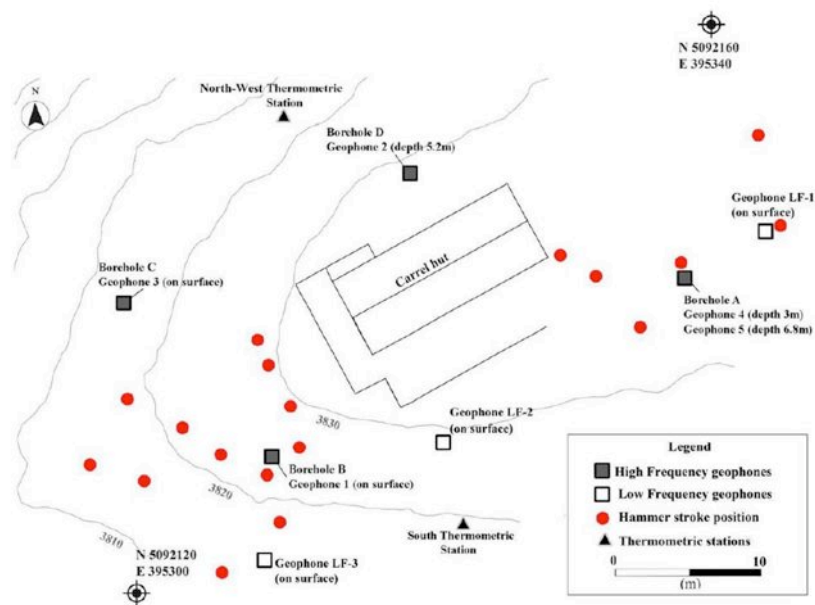 N 5092160
E 395340
N
North-West Thermometric
Station
Borehole D
Geophone 2 (depth 5.2m)
Geophone LF-1
(on surface)
Carrel hut
Borehole C
Geophone 3 (on surface)
Borehole A
Geophone 4 (depth 3m)
Geophone 5 (depth 6.8m)
3830
Geophone LF-2
(on surface)
Borehole B
Geophone 1 (on surface)
3820
3810
South Thermometric
Station
N 5092120
E 395300
Geophone LF-3
(on surface)
Legend
High Frequency geophones
Low Frequency geophones
Hammer stroke position
Thermometric stations
0 10
(m)